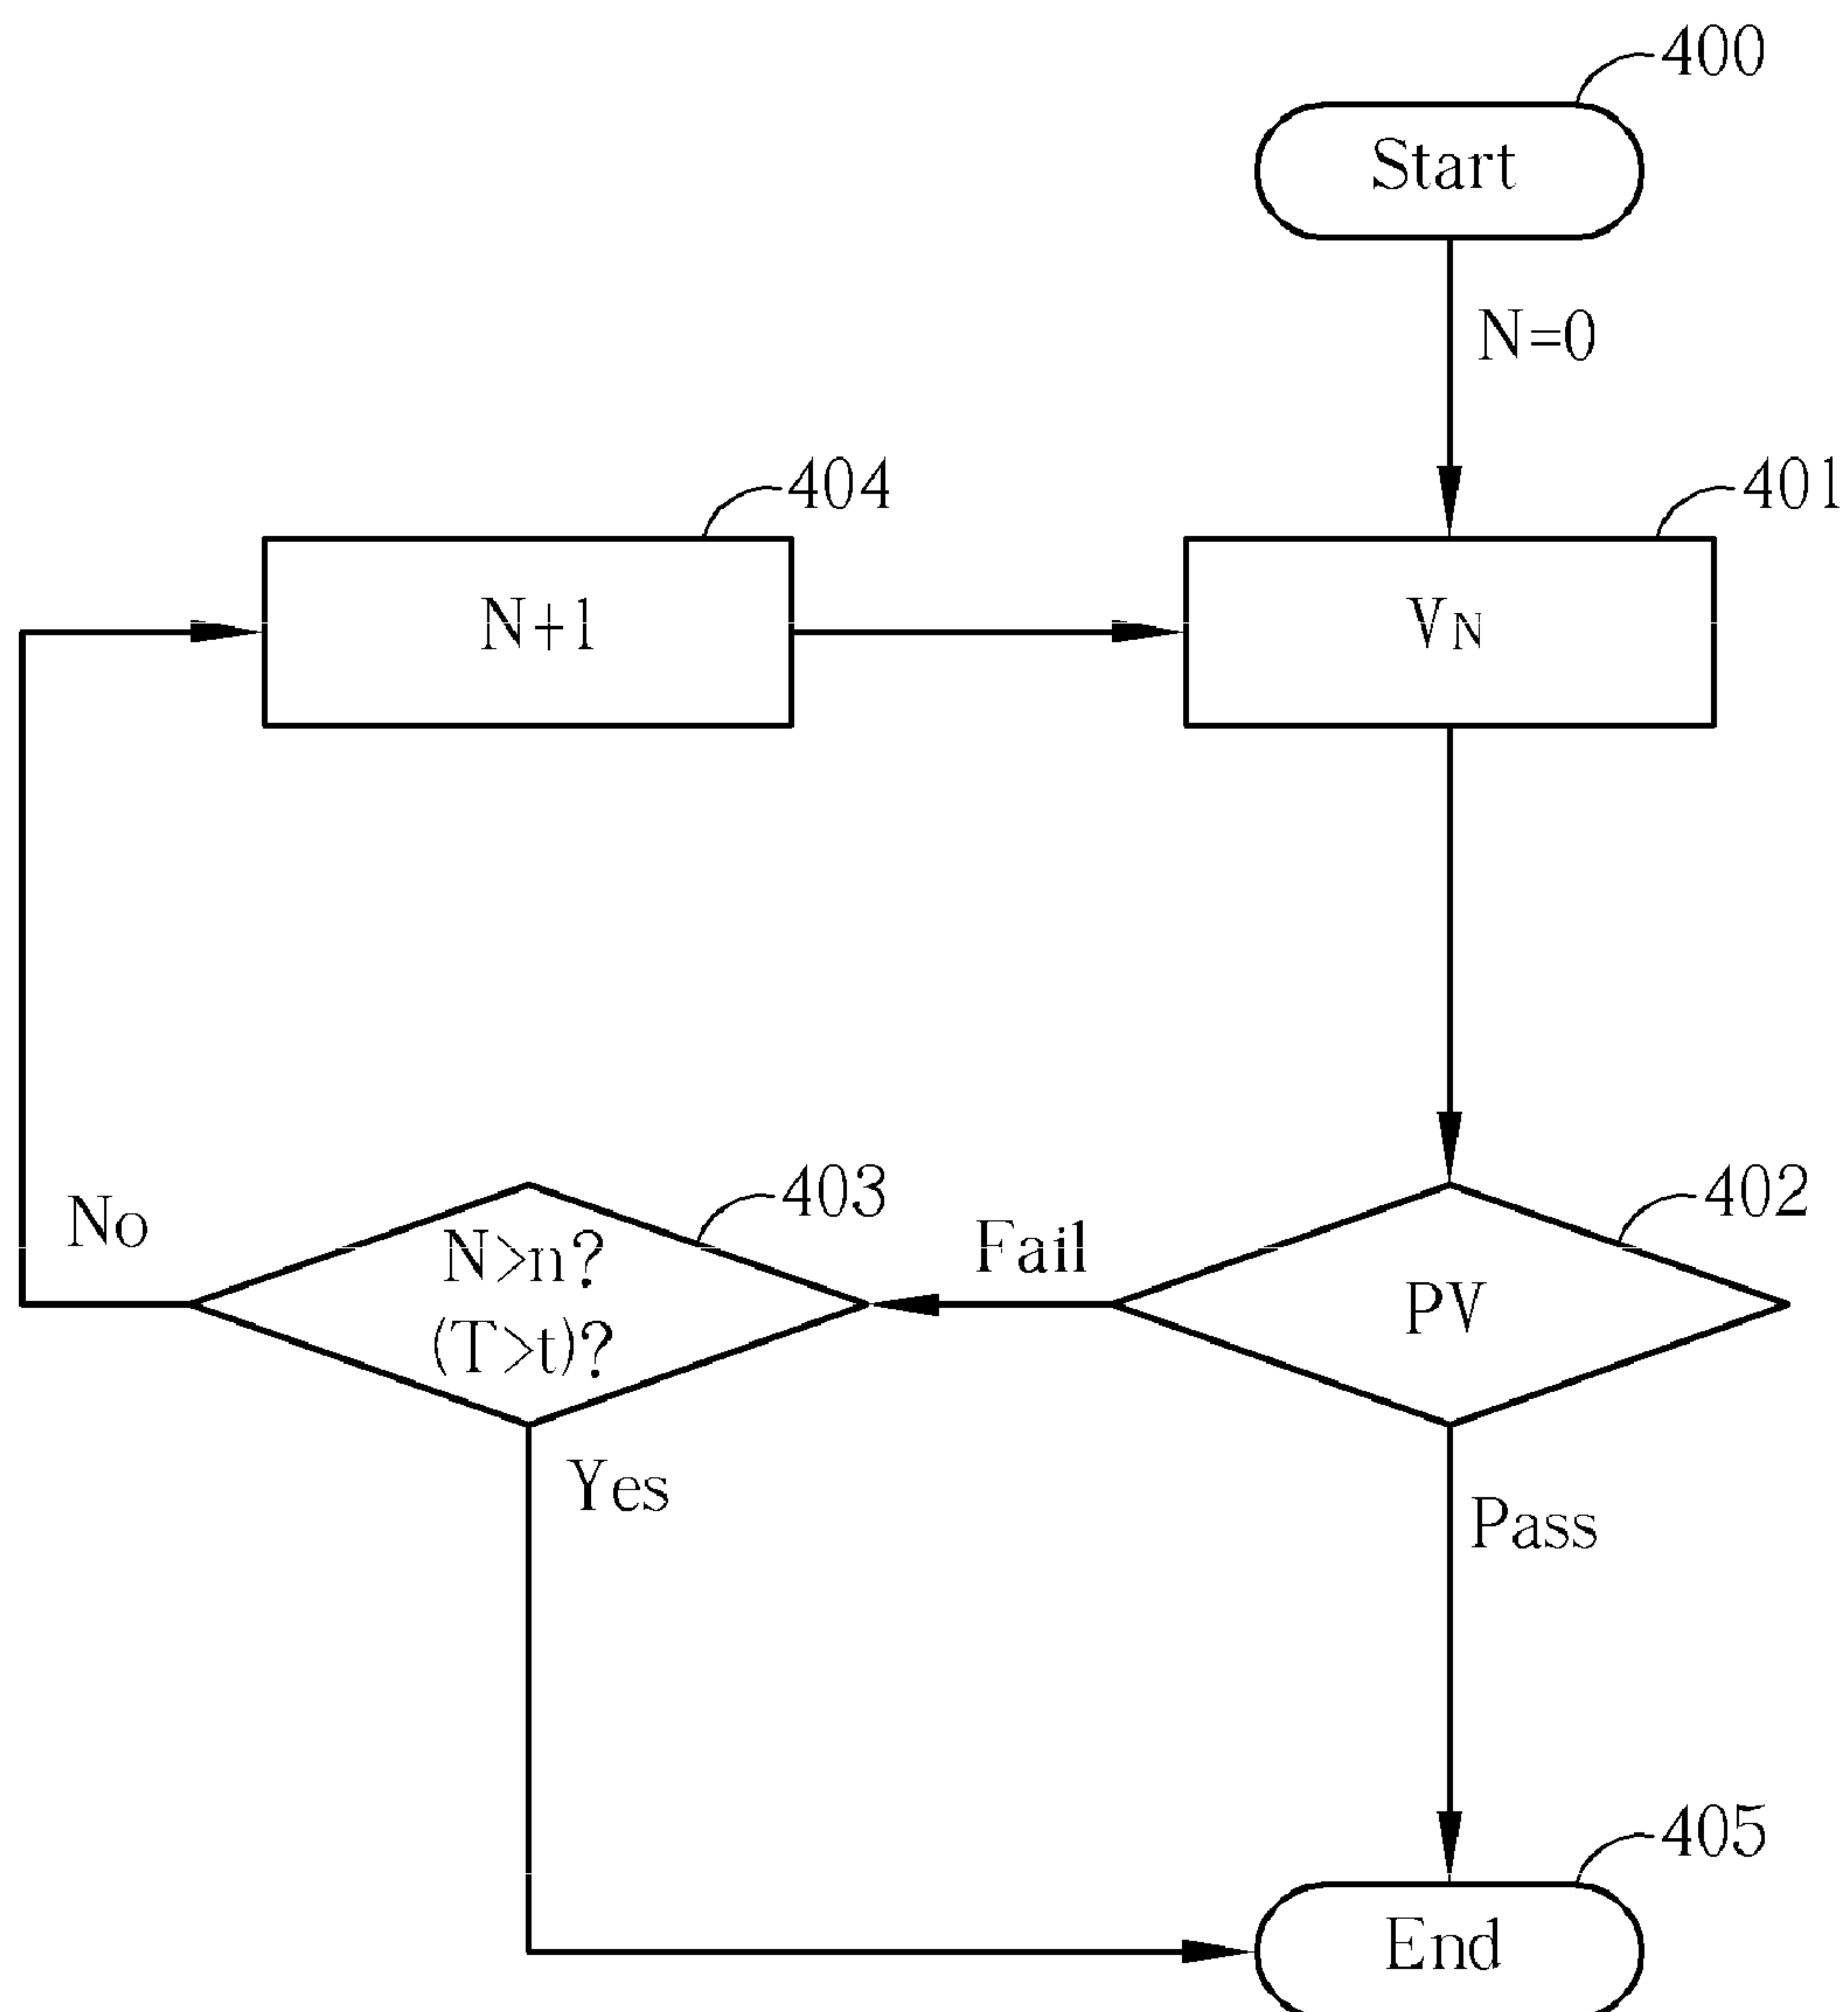 400
Start
N=0
404
401
N+1
VN
403
402
No
N>n?
(T>t)?
Fail
PV
Yes
Pass
405
End